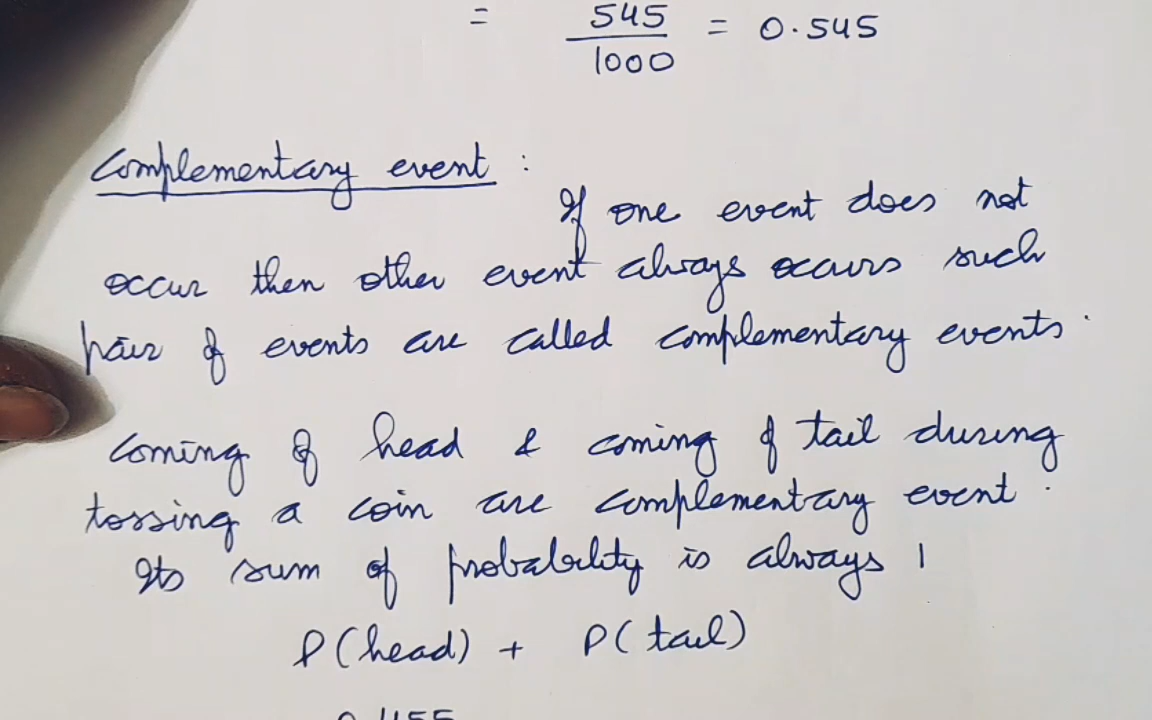 = 545/1000 = 0.545
Complementary event :
If one event does not
occur then other event always occurs such
pair of events are called complementary events.
Coming of head & coming of tail during
tossing a coin are complementary event.
Its sum of probability is always 1
P(head) + P(tail)
0.455